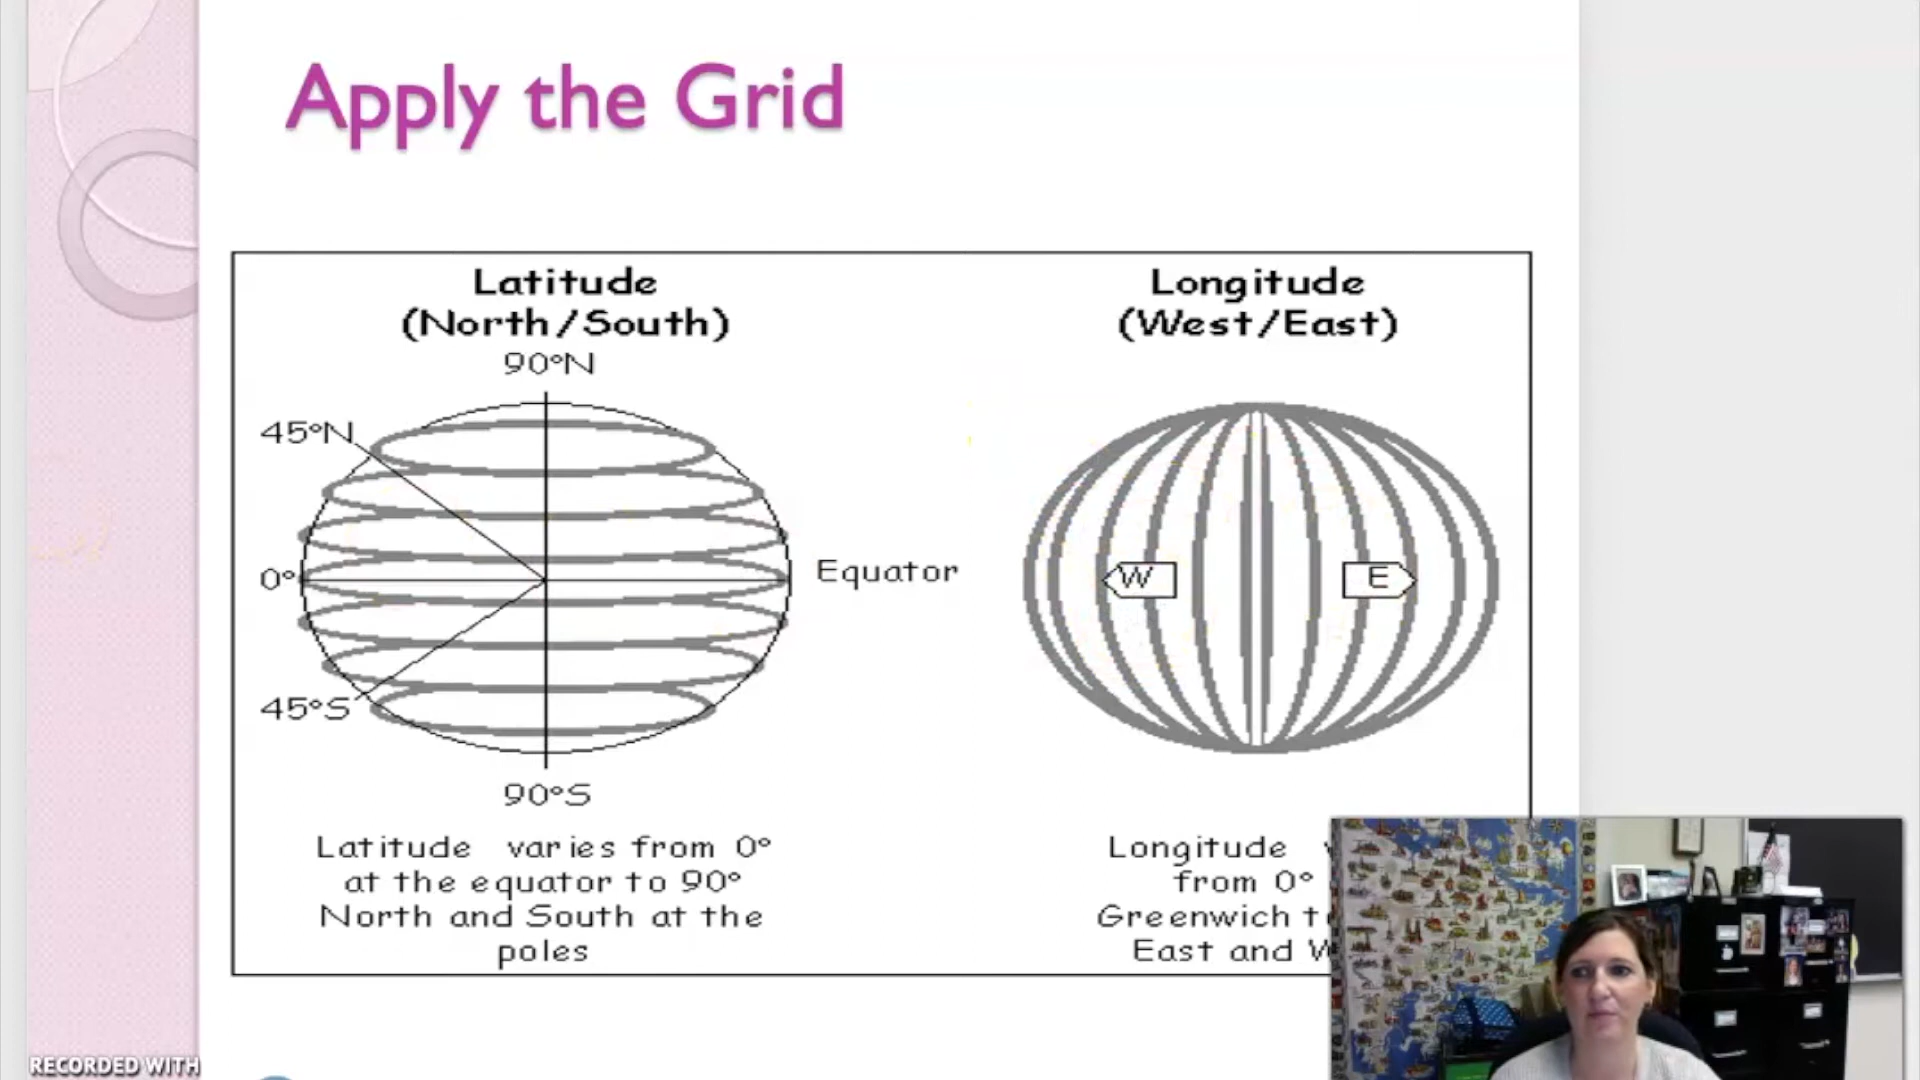 Apply the Grid
Latitude
(North/South)
90°N
45°N
0°
Equator
45°S
90°S
Latitude varies from 0°
at the equator to 90°
North and South at the
poles
Longitude
(West/East)
W
E
Longitude
from 0°
Greenwich
East and
RECORDED WITH